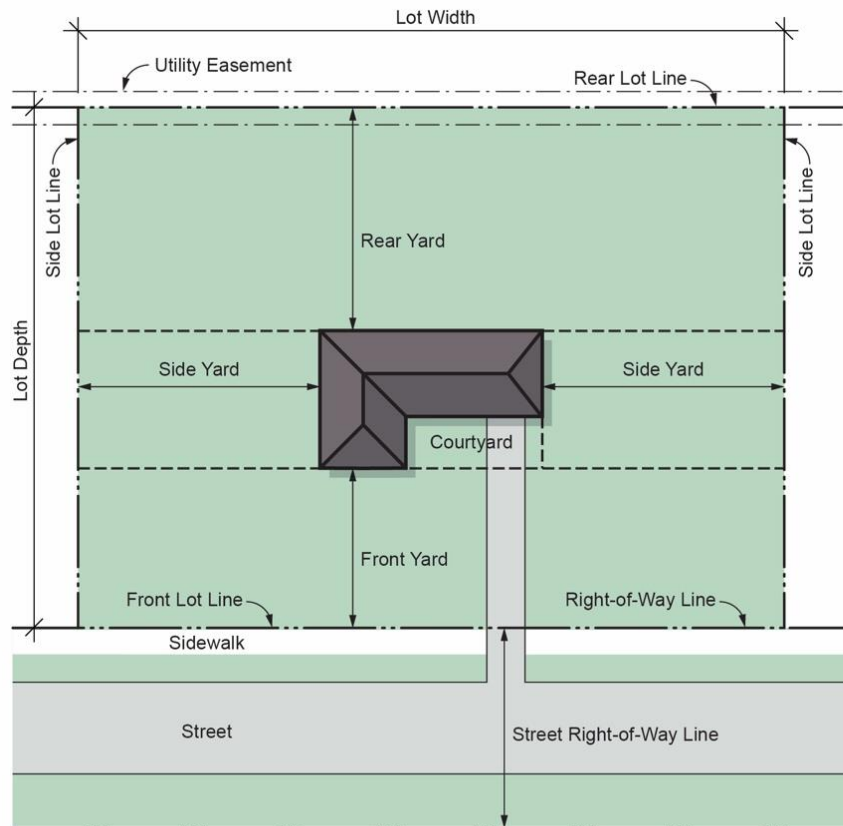 Lot Width
Utility Easement
Rear Lot Line
Side Lot Line
Side Lot Line
Rear Yard
Lot Depth
Side Yard
Side Yard
Courtyard
Front Yard
Front Lot Line
Right-of-Way Line
Sidewalk
Street
Street Right-of-Way Line